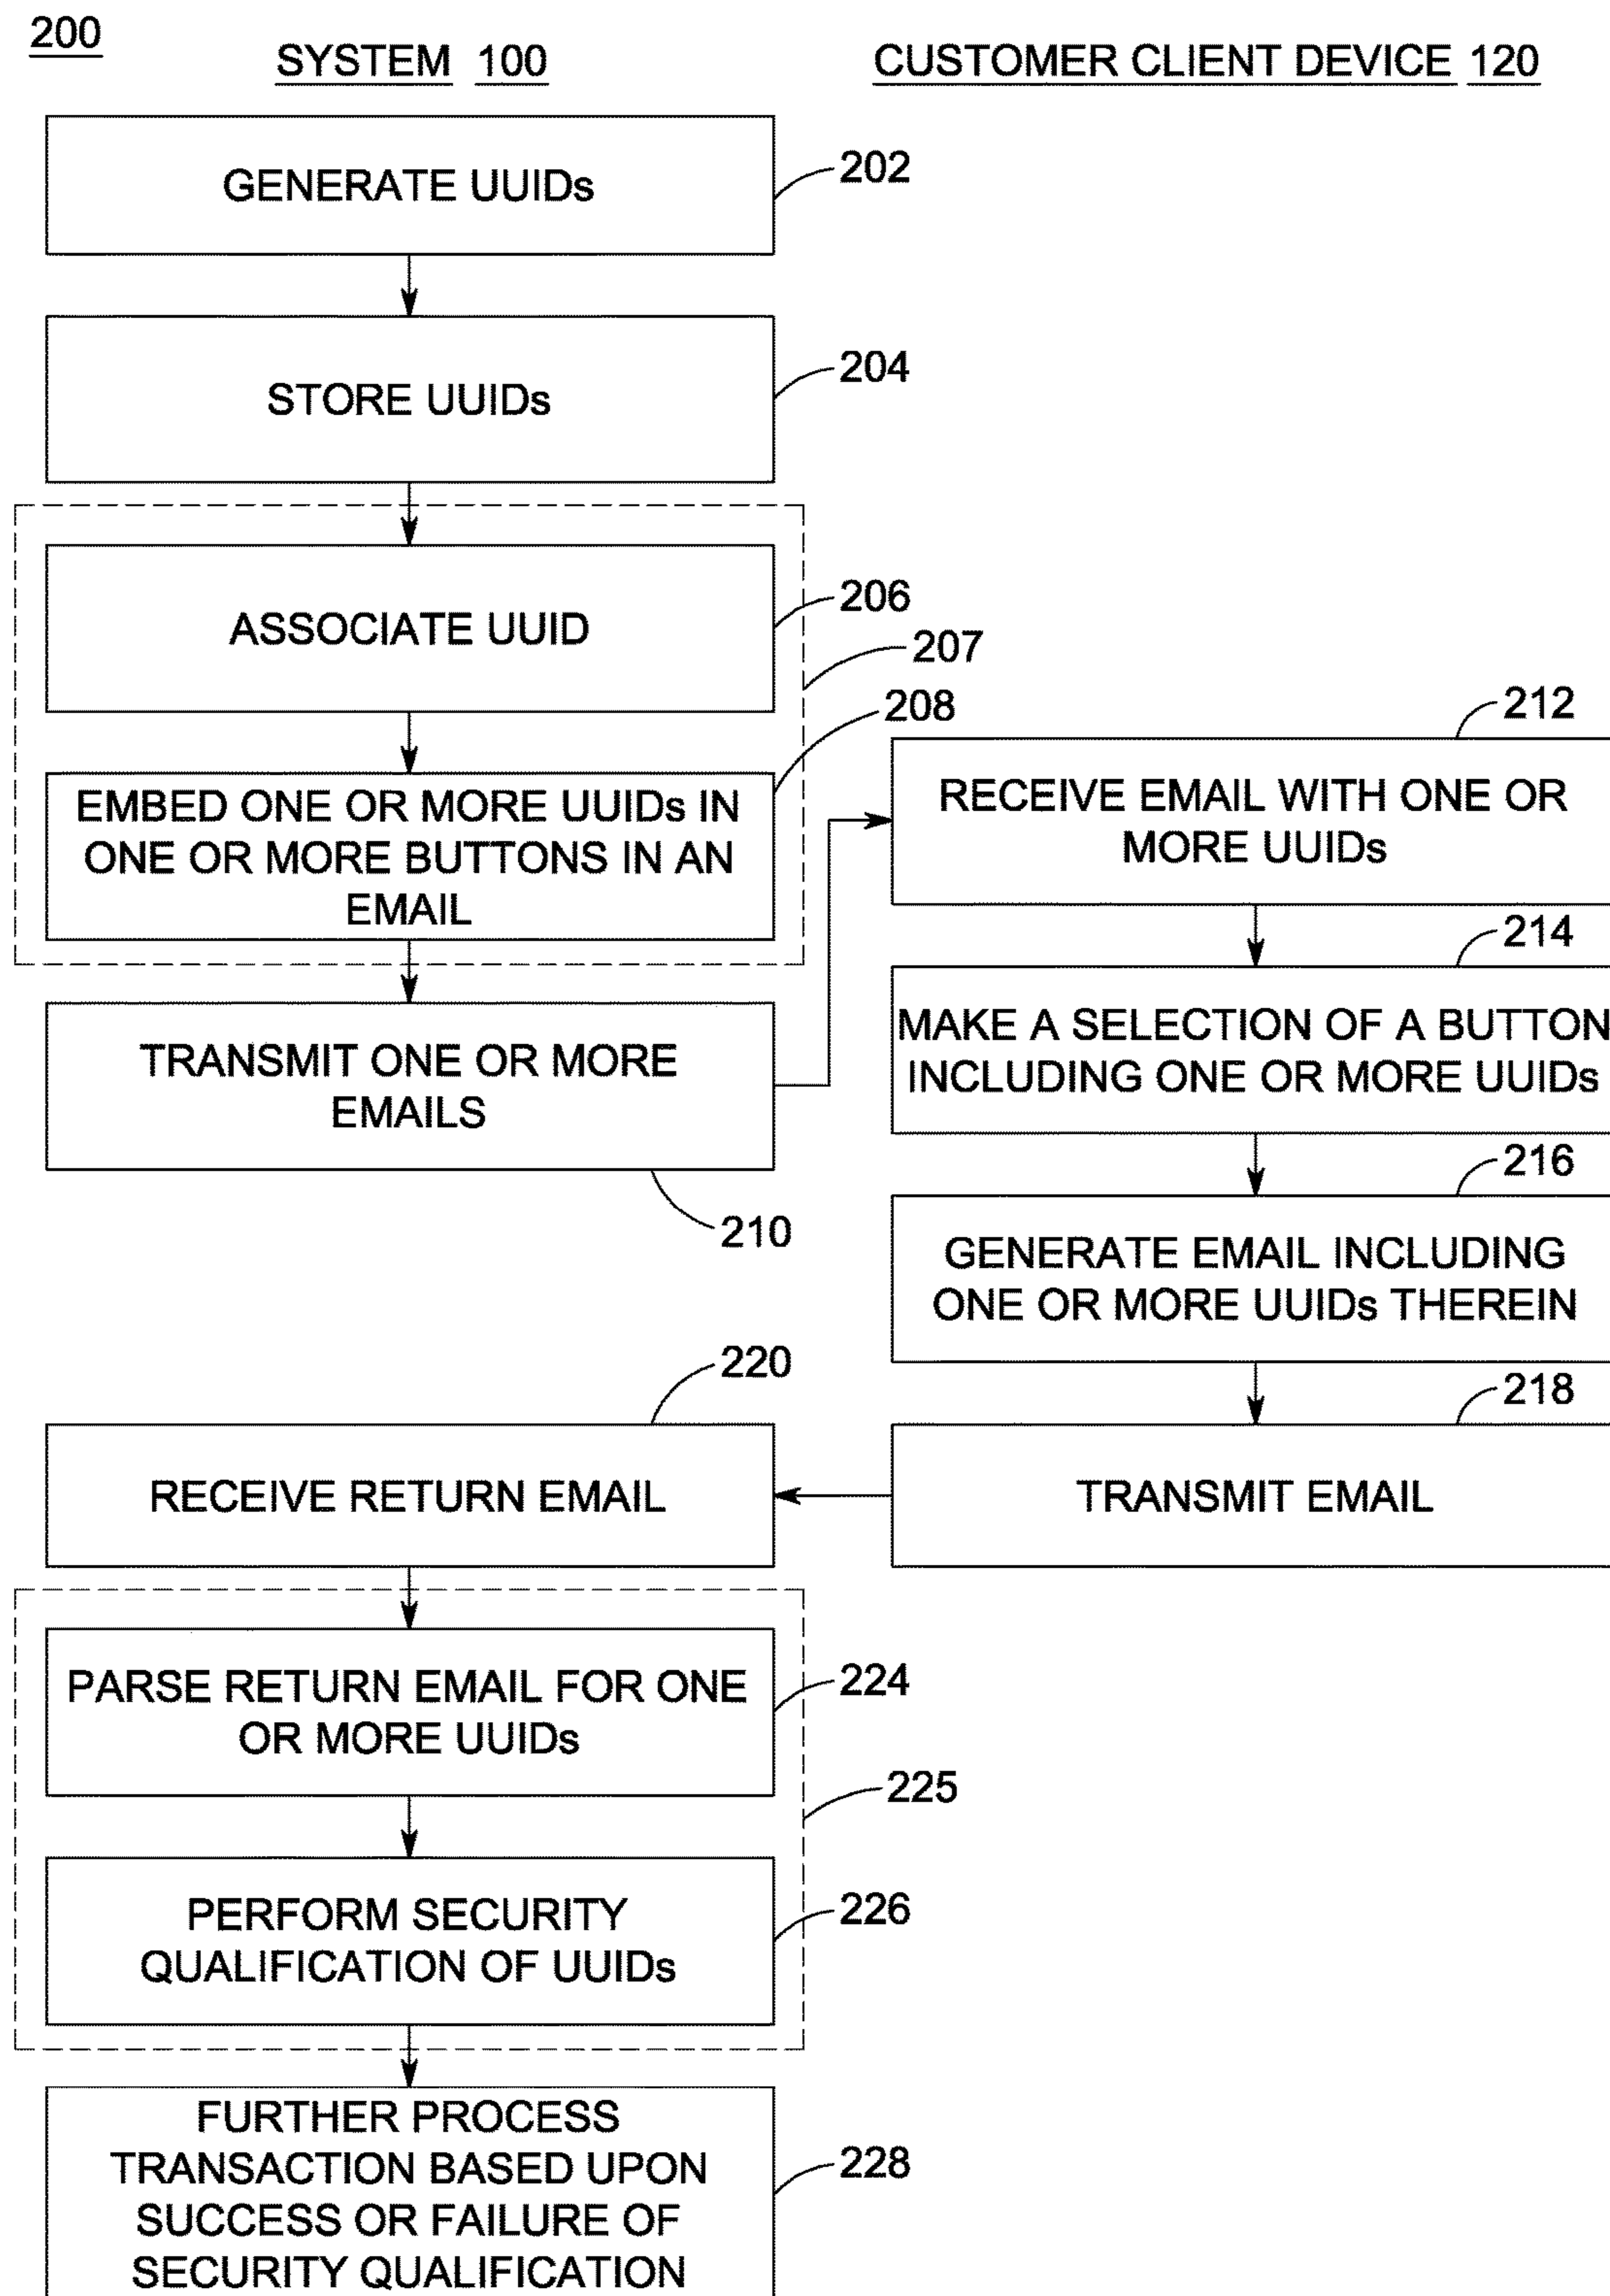 200
SYSTEM 100
CUSTOMER CLIENT DEVICE 120
GENERATE UUIDs
202
STORE UUIDs
204
ASSOCIATE UUID
206
207
EMBED ONE OR MORE UUIDs IN
ONE OR MORE BUTTONS IN AN
EMAIL
208
TRANSMIT ONE OR MORE
EMAILS
210
212
RECEIVE EMAIL WITH ONE OR
MORE UUIDs
214
MAKE A SELECTION OF A BUTTON
INCLUDING ONE OR MORE UUIDs
216
GENERATE EMAIL INCLUDING
ONE OR MORE UUIDs THEREIN
218
TRANSMIT EMAIL
220
RECEIVE RETURN EMAIL
PARSE RETURN EMAIL FOR ONE
OR MORE UUIDs
224
225
PERFORM SECURITY
QUALIFICATION OF UUIDs
226
FURTHER PROCESS
TRANSACTION BASED UPON
SUCCESS OR FAILURE OF
SECURITY QUALIFICATION
228